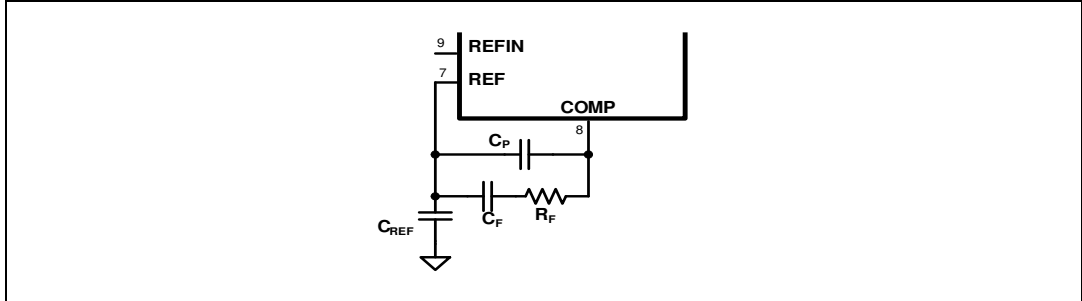 9 REFIN
7 REF
COMP
8
CP
CF
RF
CREF